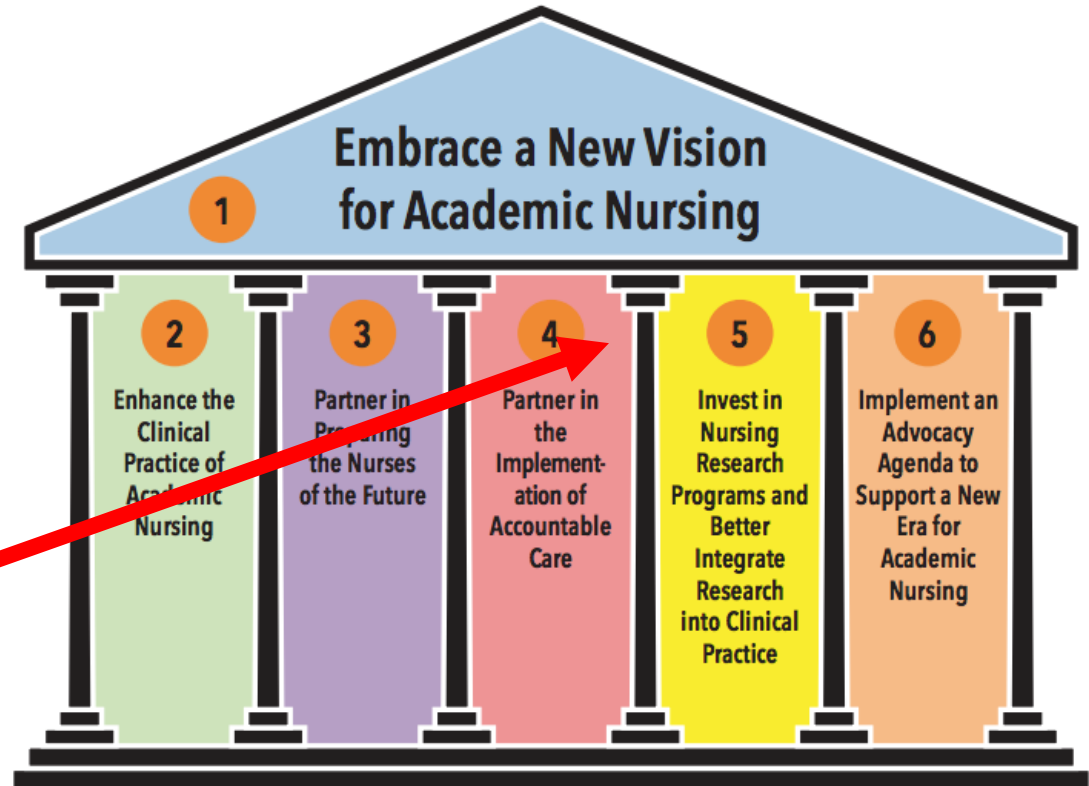 Embrace a New Vision
for Academic Nursing
1
2
Enhance the
Clinical
Practice of
Academic
Nursing
3
Partner in
Preparing
the Nurses
of the Future
4
Partner in
the
Implement-
ation of
Accountable
Care
5
Invest in
Nursing
Research
Programs and
Better
Integrate
Research
into Clinical
Practice
6
Implement an
Advocacy
Agenda to
Support a New
Era for
Academic
Nursing